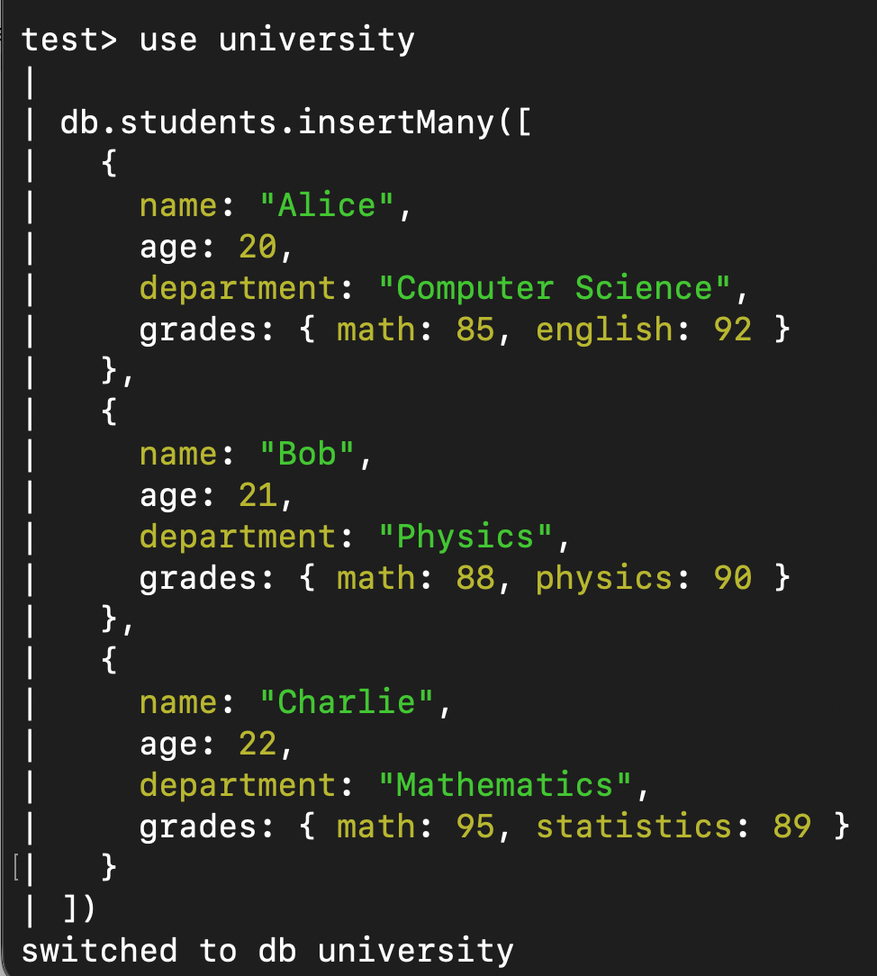 test> use university
|
| db.students.insertMany([
|   {
|     name: "Alice",
|     age: 20,
|     department: "Computer Science",
|     grades: { math: 85, english: 92 }
|   },
|   {
|     name: "Bob",
|     age: 21,
|     department: "Physics",
|     grades: { math: 88, physics: 90 }
|   },
|   {
|     name: "Charlie",
|     age: 22,
|     department: "Mathematics",
|     grades: { math: 95, statistics: 89 }
[|   }
| ])
switched to db university